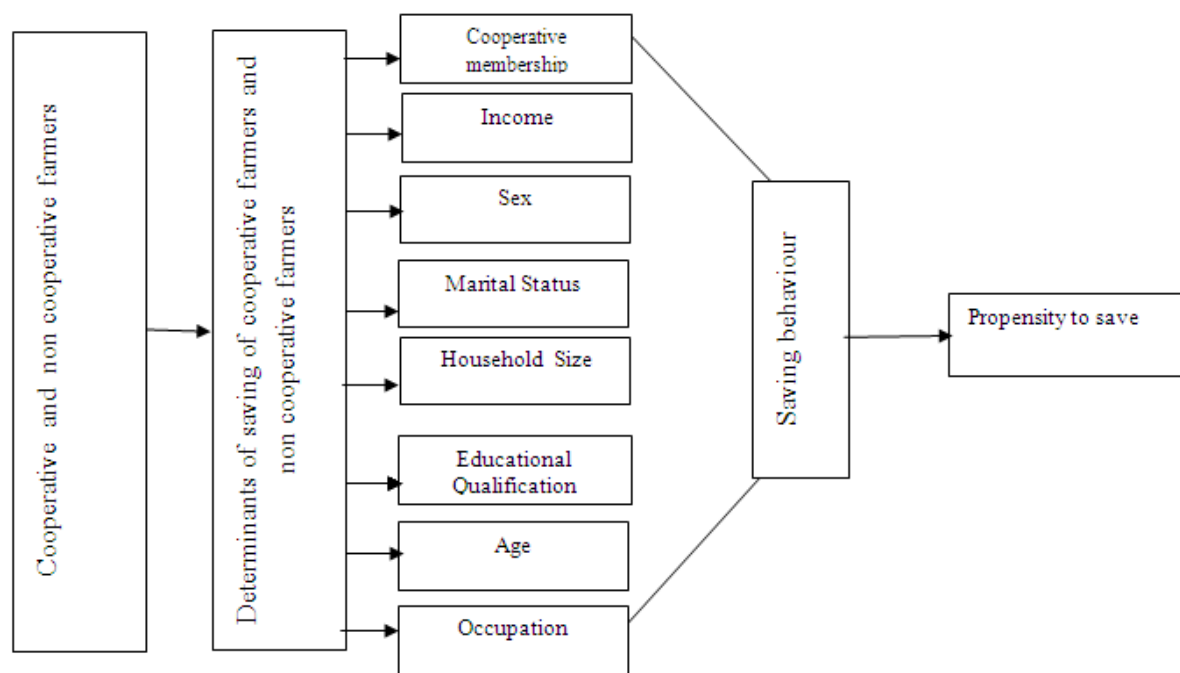 Cooperative and non cooperative farmers
Determinants of saving of cooperative farmers and
non cooperative farmers
Cooperative
membership
Income
Sex
Marital Status
Household Size
Educational
Qualification
Age
Occupation
Saving behaviour
Propensity to save